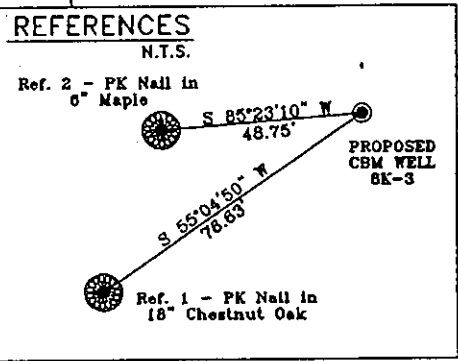 REFERENCES
N.T.S.
Ref. 2 - PK Nail in
6" Maple
S 85°23'10" W
48.75'
PROPOSED
CBM WELL
8K-3
S 55°04'50" W
78.63'
Ref. 1 - PK Nail in
18" Chestnut Oak